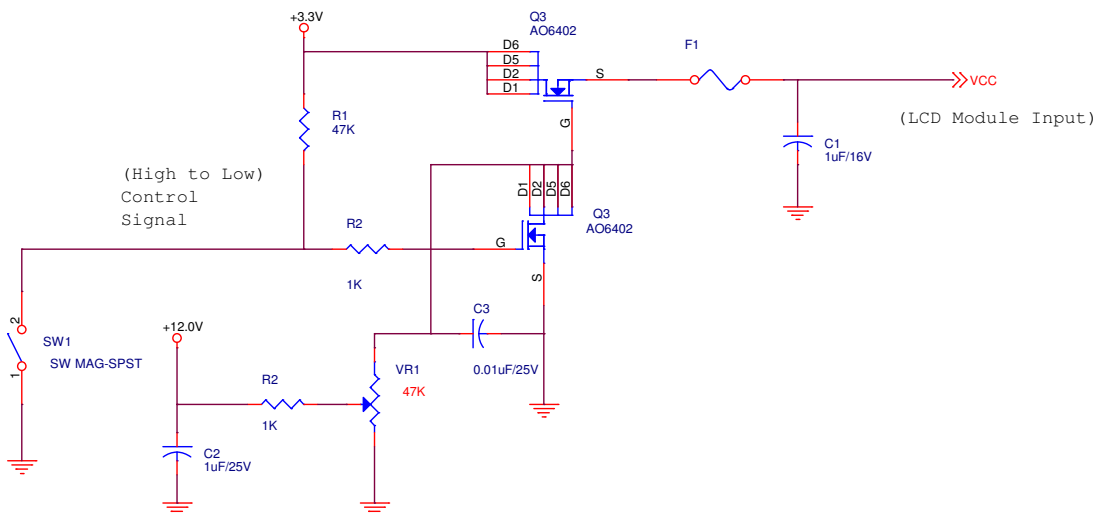 +3.3V
Q3
AO6402
D6
D5
D2
D1
S
G
F1
VCC
(LCD Module Input)
R1
47K
C1
1uF/16V
(High to Low)
Control
Signal
D1
D2
D5
D6
Q3
AO6402
R2
1K
G
S
2
1
SW1
SW MAG-SPST
+12.0V
C3
0.01uF/25V
R2
1K
VR1
47K
C2
1uF/25V